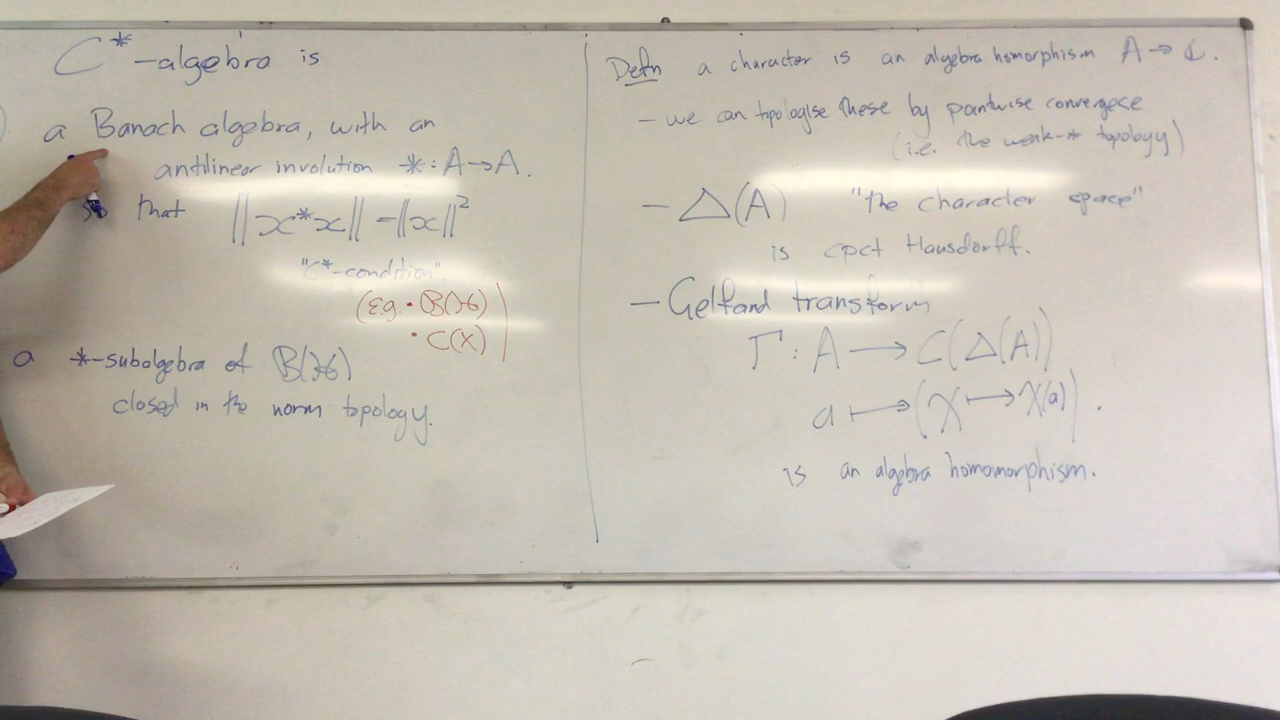 C*-algebra is
a Banach algebra, with an
antilinear involution *: A→A.
so that ||x*x|| = ||x||²
"C*-condition"
(E.g. • B(H)
• C(X)
a *-subalgebra of B(H)
closed in the norm topology.
Defn a character is an algebra homorphism A → ℂ.
- we can topologise these by pointwise convergece
(i.e. the weak-* topology)
- Δ(A) "the character space"
is cpct Hausdorff.
- Gelfand transform
Γ : A → C(Δ(A))
a ↦ (χ ↦ χ(a)).
is an algebra homomorphism.